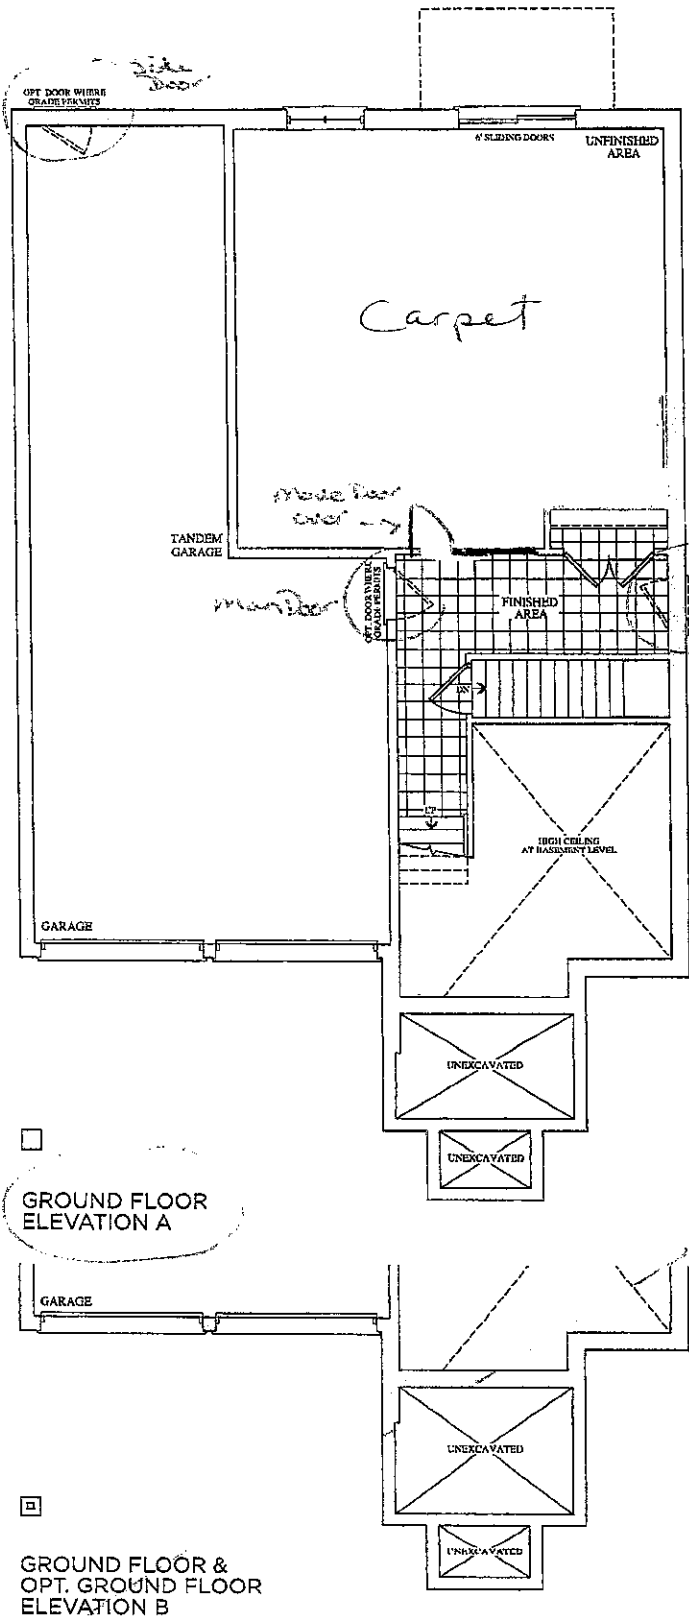 Side
Door
OPT. DOOR WHERE
GRADE PERMITS
6' SLIDING DOORS
UNFINISHED
AREA
Carpet
Move Door
over
TANDEM
GARAGE
Man Door
OPT. DOOR WHERE
GRADE PERMITS
FINISHED
AREA
DN
UP
HIGH CEILING
AT BASEMENT LEVEL
GARAGE
UNEXCAVATED
UNEXCAVATED
GROUND FLOOR
ELEVATION A
GARAGE
UNEXCAVATED
UNEXCAVATED
GROUND FLOOR &
OPT. GROUND FLOOR
ELEVATION B